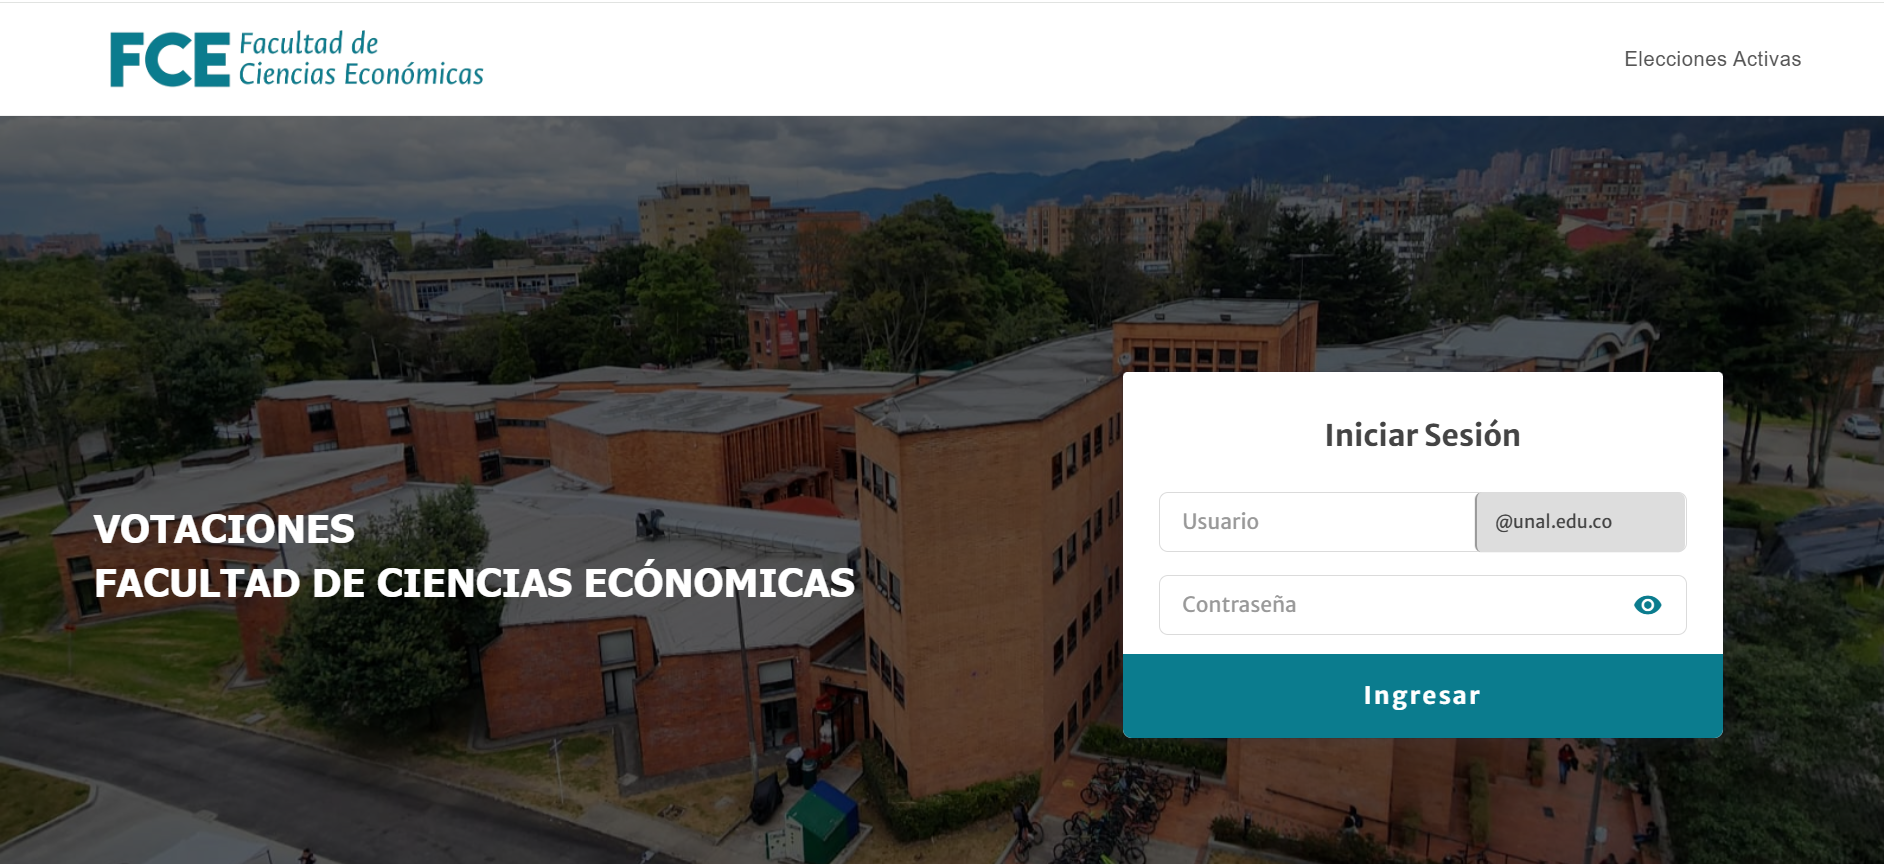 FCE Facultad de
Ciencias Económicas
Elecciones Activas
VOTACIONES
FACULTAD DE CIENCIAS ECÓNOMICAS
Iniciar Sesión
Usuario
@unal.edu.co
Contraseña
Ingresar